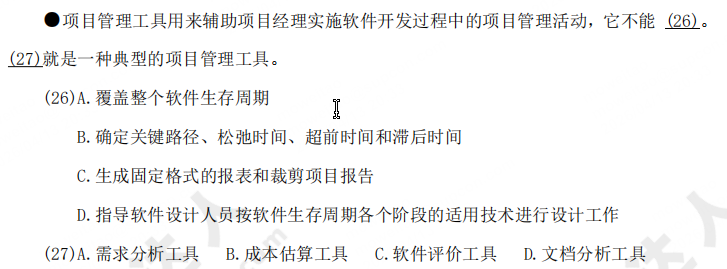 ●项目管理工具用来辅助项目经理实施软件开发过程中的项目管理活动，它不能 (26)。
(27)就是一种典型的项目管理工具。
(26)A.覆盖整个软件生存周期
B.确定关键路径、松弛时间、超前时间和滞后时间
C.生成固定格式的报表和裁剪项目报告
D.指导软件设计人员按软件生存周期各个阶段的适用技术进行设计工作
(27)A.需求分析工具 B.成本估算工具 C.软件评价工具 D.文档分析工具